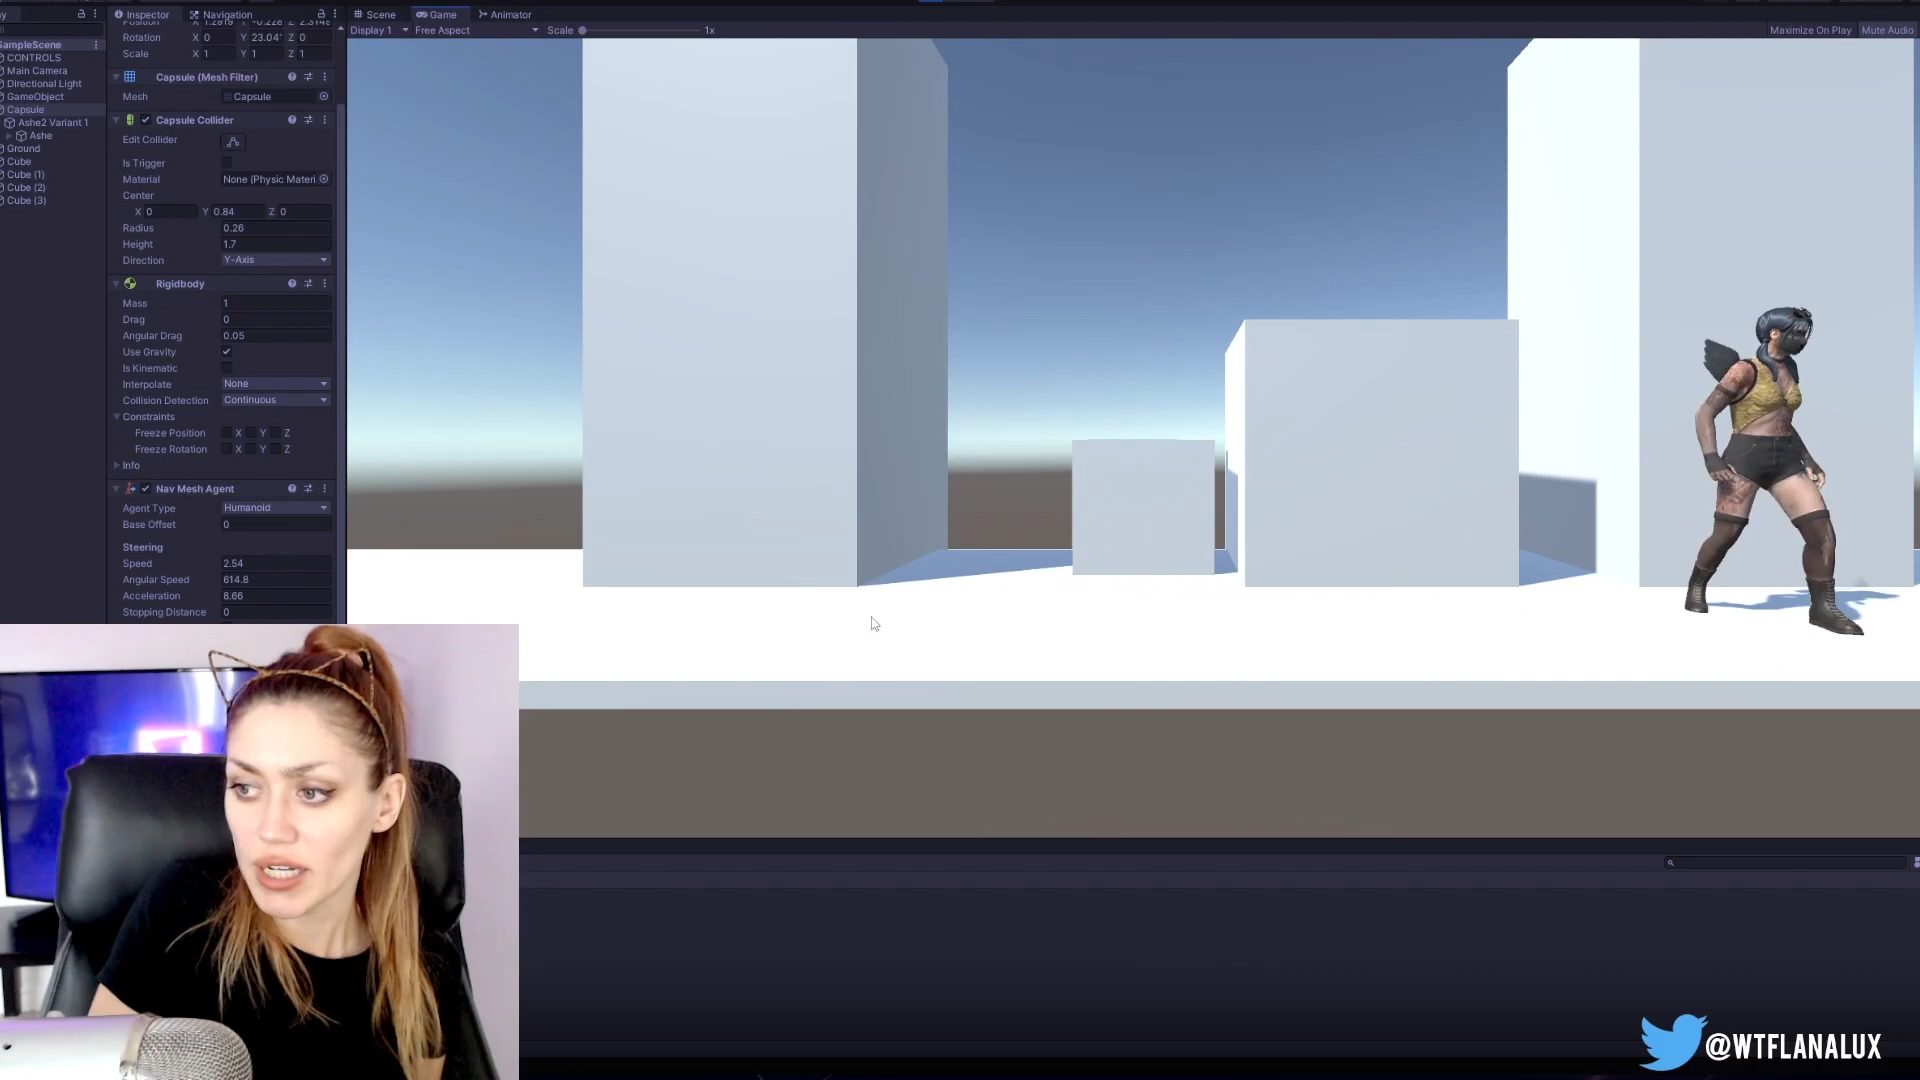 Inspector
Navigation
Scene
Game
Animator
Display 1
Free Aspect
Scale
1x
Maximize On Play
Mute Audio
SampleScene
CONTROLS
Main Camera
Directional Light
GameObject
Capsule
Ashe2 Variant 1
Ashe
Ground
Cube
Cube (1)
Cube (2)
Cube (3)
Rotation X 0 Y 23.04 Z 0
Scale X 1 Y 1 Z 1
Capsule (Mesh Filter)
Mesh Capsule
Capsule Collider
Edit Collider
Is Trigger
Material None (Physic Materi
Center
X 0 Y 0.84 Z 0
Radius 0.26
Height 1.7
Direction Y-Axis
Rigidbody
Mass 1
Drag 0
Angular Drag 0.05
Use Gravity
Is Kinematic
Interpolate None
Collision Detection Continuous
Constraints
Freeze Position X Y Z
Freeze Rotation X Y Z
Info
Nav Mesh Agent
Agent Type Humanoid
Base Offset 0
Steering
Speed 2.54
Angular Speed 614.8
Acceleration 8.66
Stopping Distance 0
@WTFLANALUX